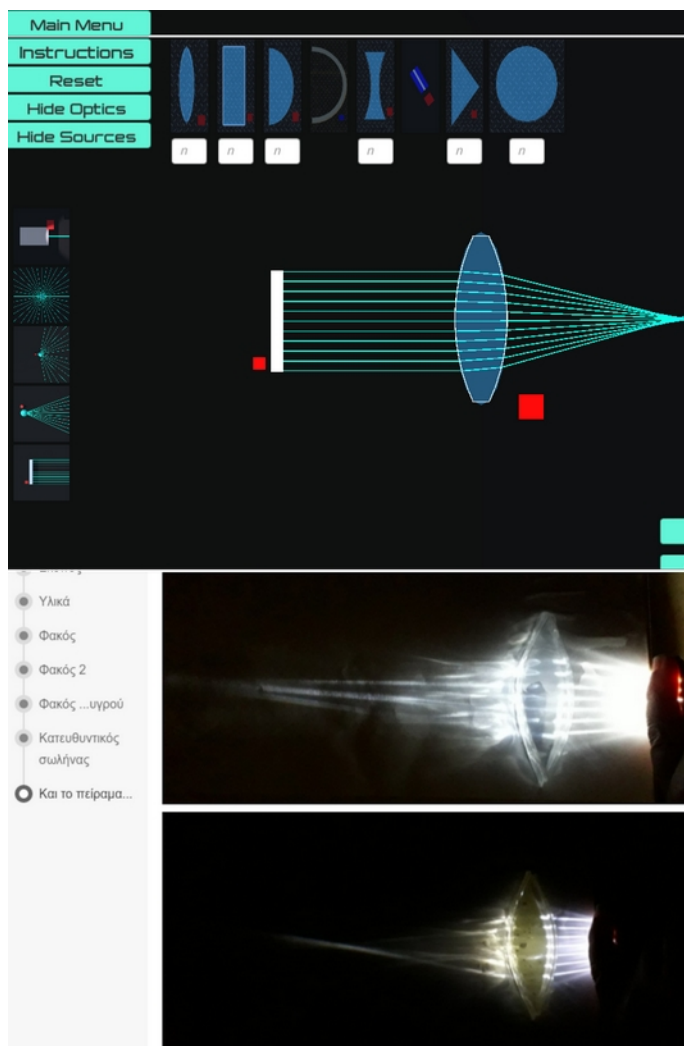 Main Menu
Instructions
Reset
Hide Optics
Hide Sources
n n n n n n
Υλικά
Φακός
Φακός 2
Φακός ...υγρού
Κατευθυντικός
σωλήνας
Και το πείραμα...